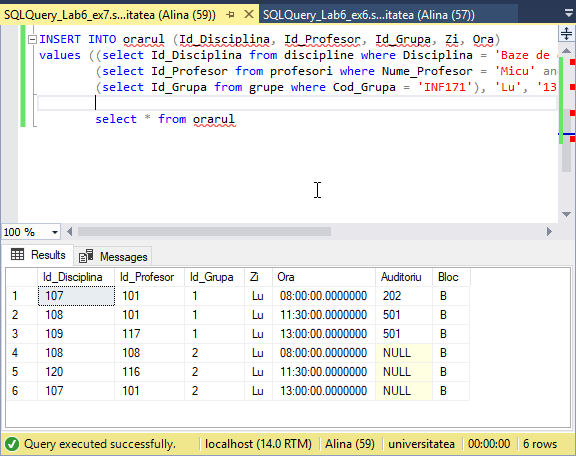 SQLQuery_Lab6_ex7.s...itatea (Alina (59))
SQLQuery_Lab6_ex6.s...itatea (Alina (57))
INSERT INTO orarul (Id_Disciplina, Id_Profesor, Id_Grupa, Zi, Ora)
values ((select Id_Disciplina from discipline where Disciplina = 'Baze de
(select Id_Profesor from profesori where Nume_Profesor = 'Micu' an
(select Id_Grupa from grupe where Cod_Grupa = 'INF171'), 'Lu', '13
select * from orarul
100 %
Results Messages
Id_Disciplina Id_Profesor Id_Grupa Zi Ora Auditoriu Bloc
1 107 101 1 Lu 08:00:00.0000000 202 B
2 108 101 1 Lu 11:30:00.0000000 501 B
3 109 117 1 Lu 13:00:00.0000000 501 B
4 108 108 2 Lu 08:00:00.0000000 NULL B
5 120 116 2 Lu 11:30:00.0000000 NULL B
6 107 101 2 Lu 13:00:00.0000000 NULL B
Query executed successfully. localhost (14.0 RTM) Alina (59) universitatea 00:00:00 6 rows